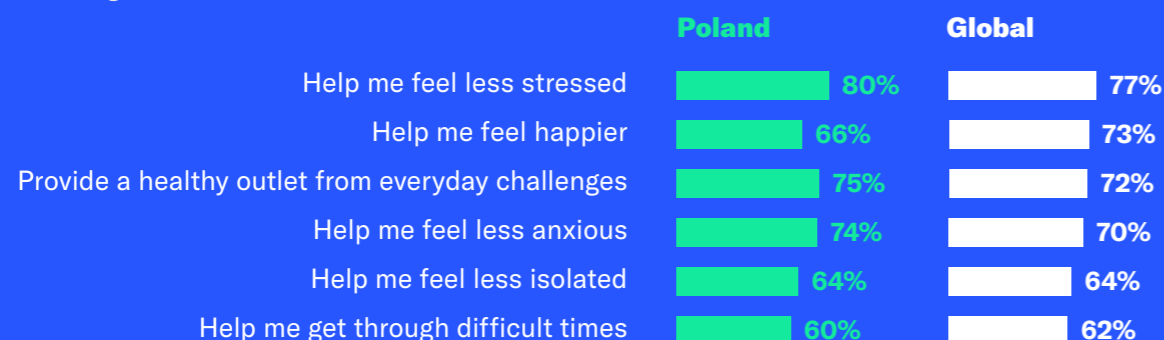 Poland Global
Help me feel less stressed 80% 77%
Help me feel happier 66% 73%
Provide a healthy outlet from everyday challenges 75% 72%
Help me feel less anxious 74% 70%
Help me feel less isolated 64% 64%
Help me get through difficult times 60% 62%